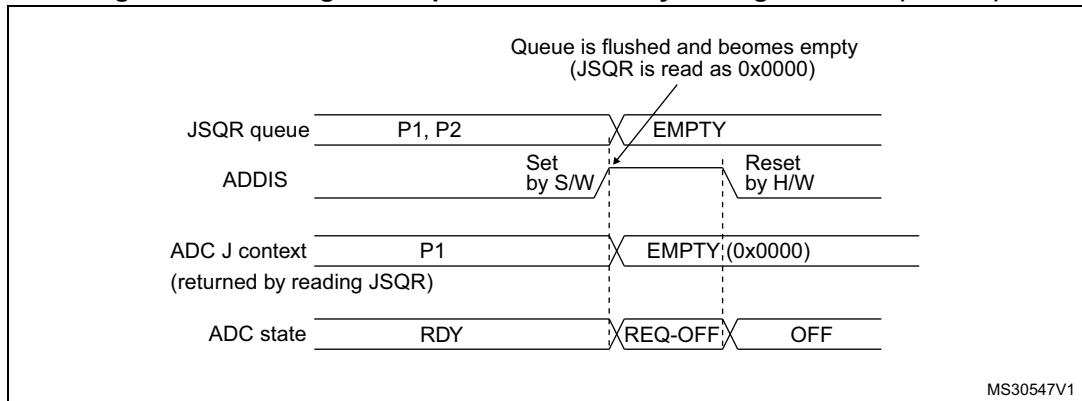 Queue is flushed and beomes empty
(JSQR is read as 0x0000)
JSQR queue P1, P2 EMPTY
ADDIS Set by S/W Reset by H/W
ADC J context P1 EMPTY (0x0000)
(returned by reading JSQR)
ADC state RDY REQ-OFF OFF
MS30547V1